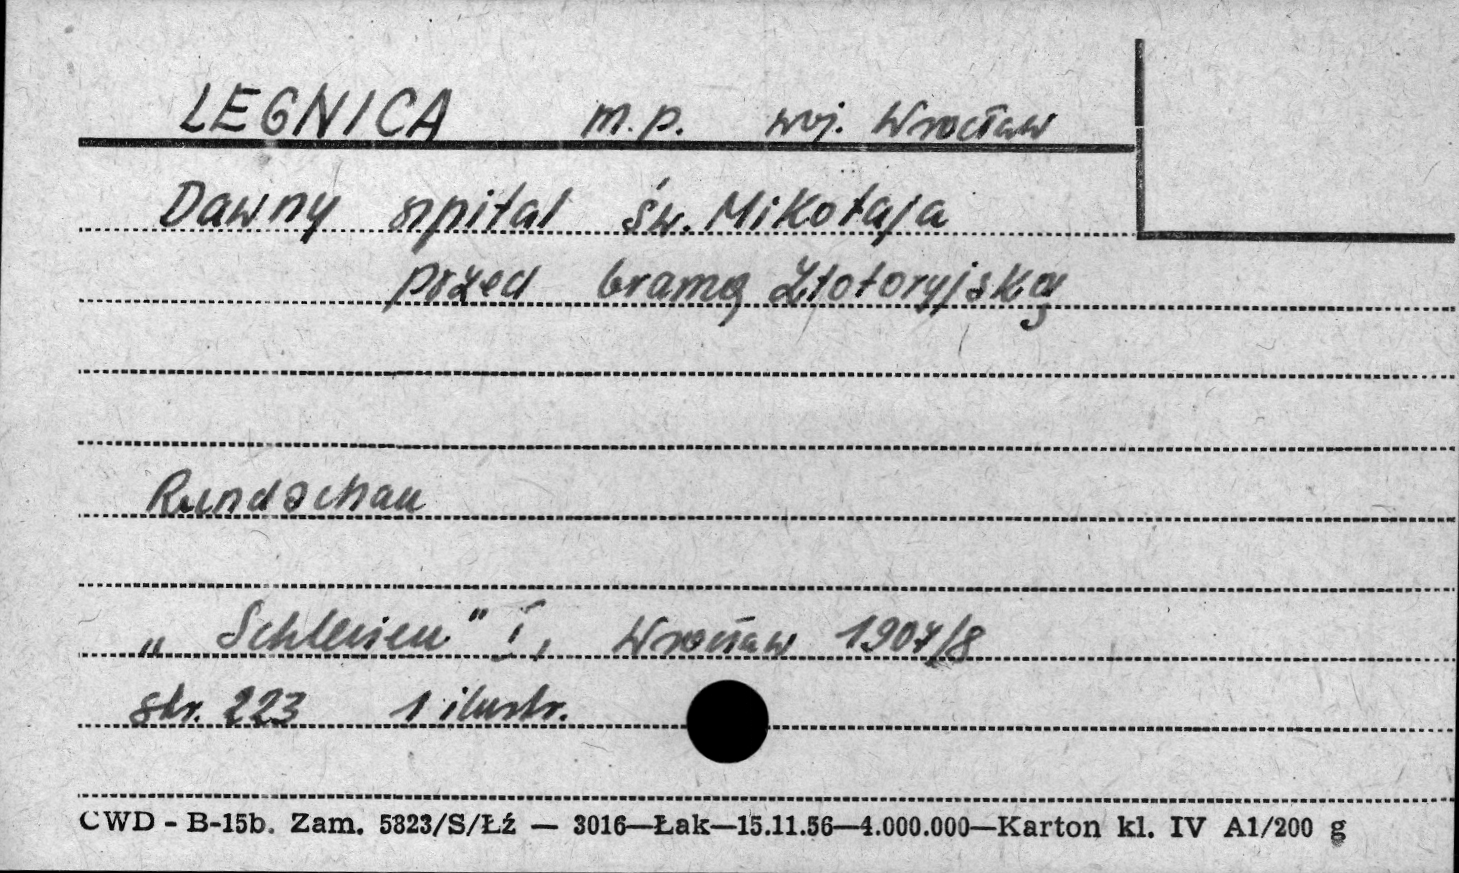 LEGNICA m.p. woj. Wrocław
Dawny szpital św. Mikołaja
przed bramą Złotoryjską
Rundschau
„Schlesien" I, Wrocław 1907/8
str. 223 1 ilustr.
CWD - B-15b. Zam. 5823/S/Łź — 3016—Łak—15.11.56—4.000.000—Karton kl. IV A1/200 g